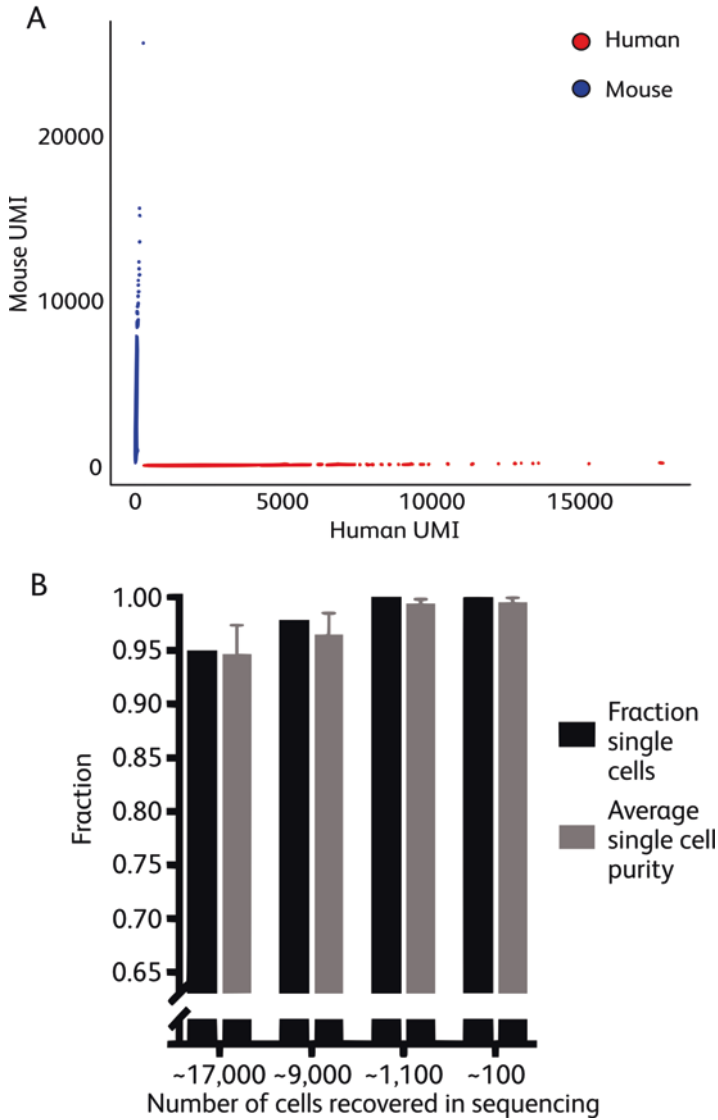 A
Human
Mouse
20000
10000
0
Mouse UMI
0 5000 10000 15000
Human UMI
B
1.00
0.95
0.90
0.85
0.80
0.75
0.70
0.65
Fraction
Fraction
single
cells
Average
single cell
purity
~17,000 ~9,000 ~1,100 ~100
Number of cells recovered in sequencing